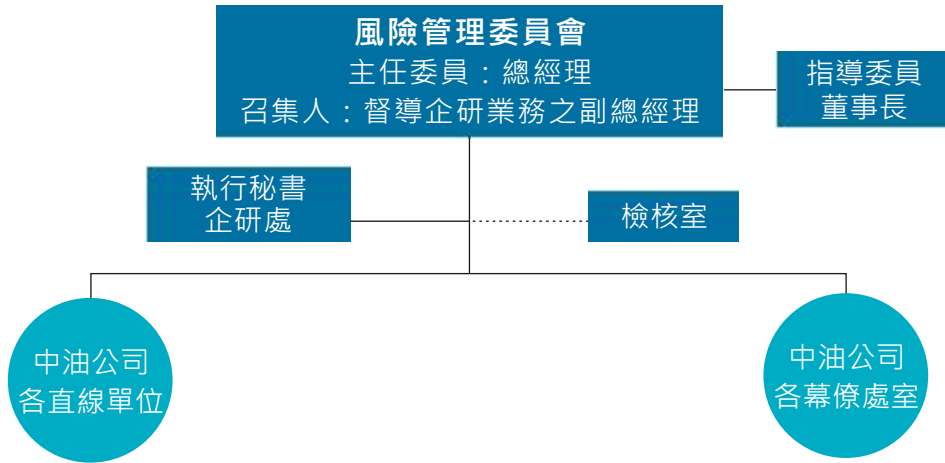 風險管理委員會
主任委員：總經理
召集人：督導企研業務之副總經理
指導委員
董事長
執行秘書
企研處
檢核室
中油公司
各直線單位
中油公司
各幕僚處室